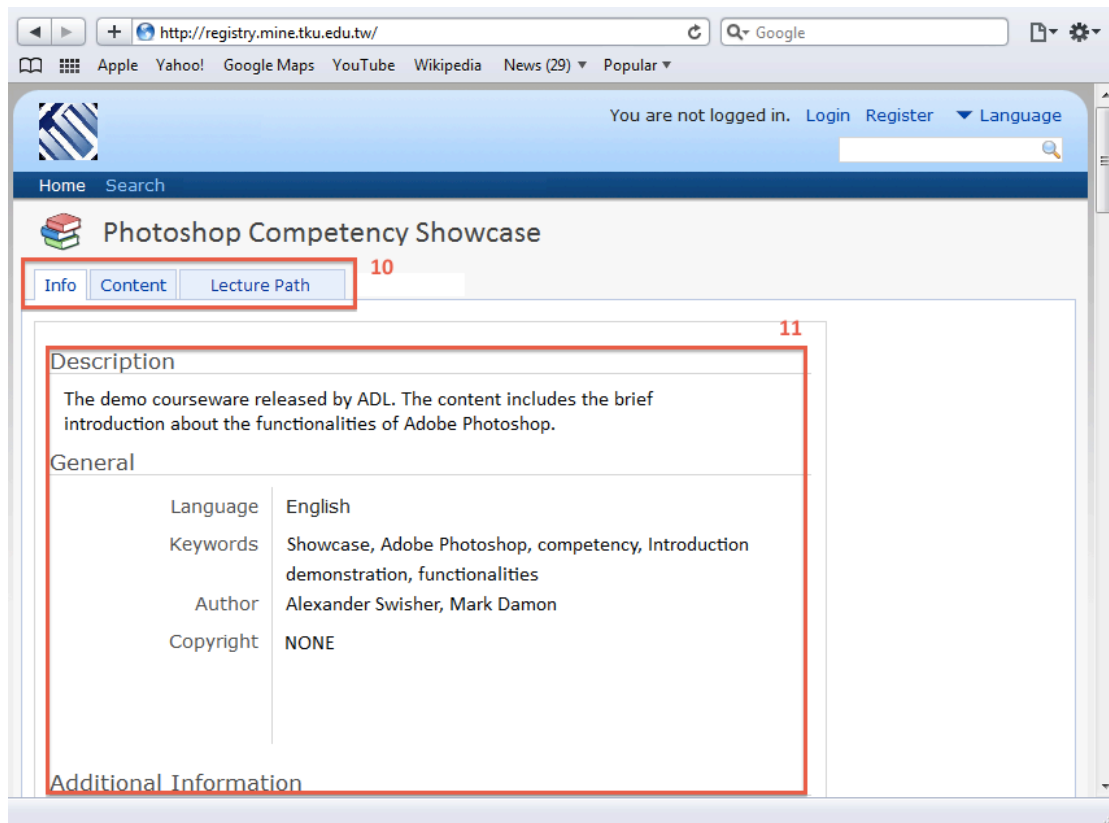 http://registry.mine.tku.edu.tw/ Google
Apple Yahoo! Google Maps YouTube Wikipedia News (29) ▾ Popular ▾
You are not logged in. Login Register ▾ Language
Home Search
Photoshop Competency Showcase
10
Info Content Lecture Path
11
Description
The demo courseware released by ADL. The content includes the brief
introduction about the functionalities of Adobe Photoshop.
General
Language English
Keywords Showcase, Adobe Photoshop, competency, Introduction
demonstration, functionalities
Author Alexander Swisher, Mark Damon
Copyright NONE
Additional Information